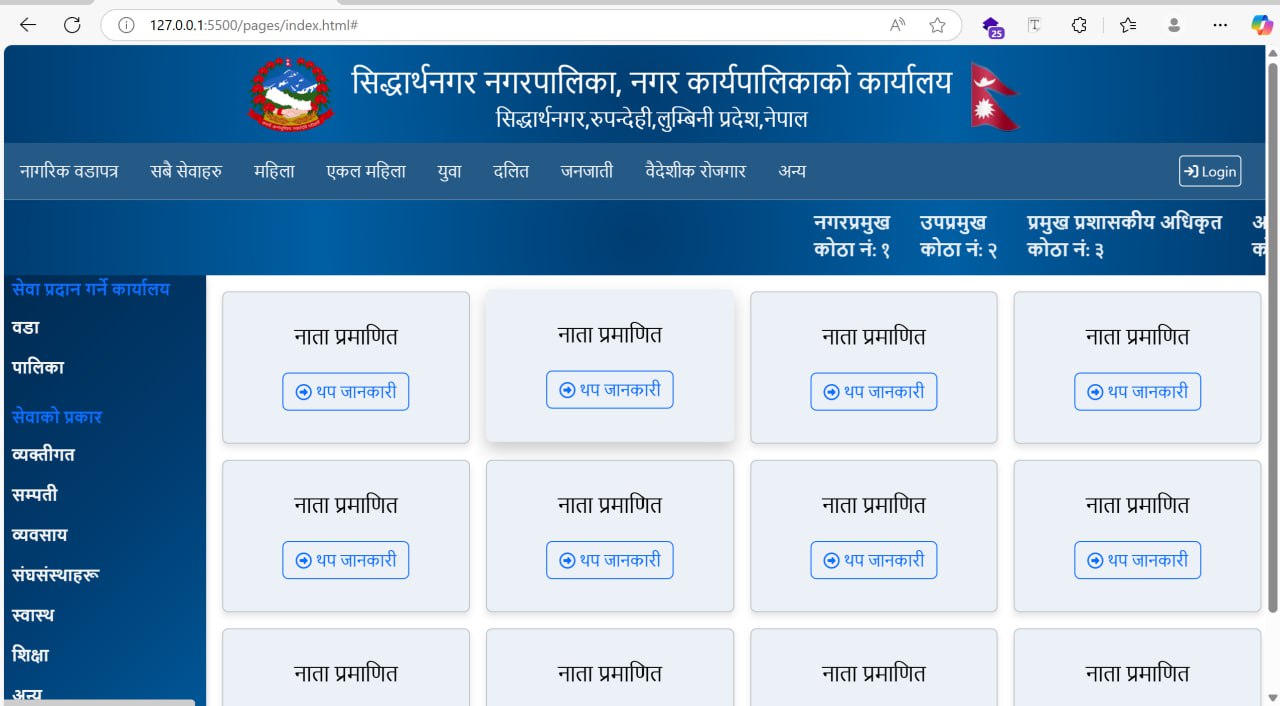 127.0.0.1:5500/pages/index.html#
25
सिद्धार्थनगर नगरपालिका, नगर कार्यपालिकाको कार्यालय
सिद्धार्थनगर,रुपन्देही,लुम्बिनी प्रदेश,नेपाल
नागरिक वडापत्र सबै सेवाहरु महिला एकल महिला युवा दलित जनजाती वैदेशीक रोजगार अन्य Login
नगरप्रमुख उपप्रमुख प्रमुख प्रशासकीय अधिकृत
कोठा नं: १ कोठा नं: २ कोठा नं: ३
सेवा प्रदान गर्ने कार्यालय
वडा
पालिका
सेवाको प्रकार
व्यक्तीगत
सम्पती
व्यवसाय
संघसंस्थाहरू
स्वास्थ
शिक्षा
अन्य
नाता प्रमाणित नाता प्रमाणित नाता प्रमाणित नाता प्रमाणित
थप जानकारी थप जानकारी थप जानकारी थप जानकारी
नाता प्रमाणित नाता प्रमाणित नाता प्रमाणित नाता प्रमाणित
थप जानकारी थप जानकारी थप जानकारी थप जानकारी
नाता प्रमाणित नाता प्रमाणित नाता प्रमाणित नाता प्रमाणित